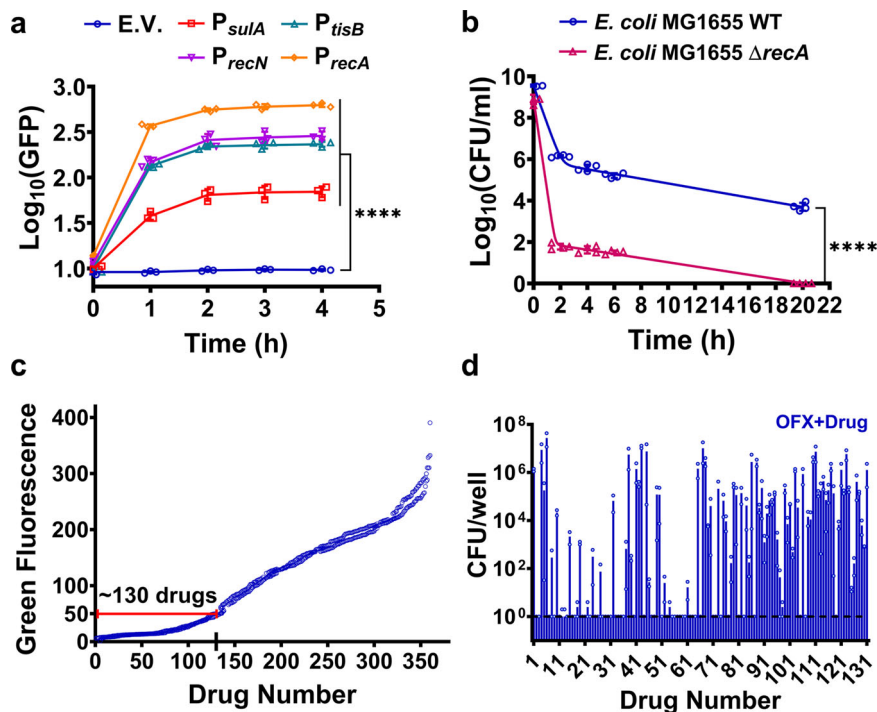 a
E.V.
P sulA
P tisB
P recN
P recA
Log10(GFP)
3.0
2.5
2.0
1.5
1.0
****
0 1 2 3 4 5
Time (h)
b
E. coli MG1655 WT
E. coli MG1655 ΔrecA
Log10(CFU/ml)
10
8
6
4
2
0
****
0 2 4 6 8 10 12 14 16 18 20 22
Time (h)
c
Green Fluorescence
400
300
200
100
50
0
~130 drugs
0 50 100 150 200 250 300 350
Drug Number
d
OFX+Drug
CFU/well
10^8
10^6
10^4
10^2
10^0
1 11 21 31 41 51 61 71 81 91 101 111 121 131
Drug Number